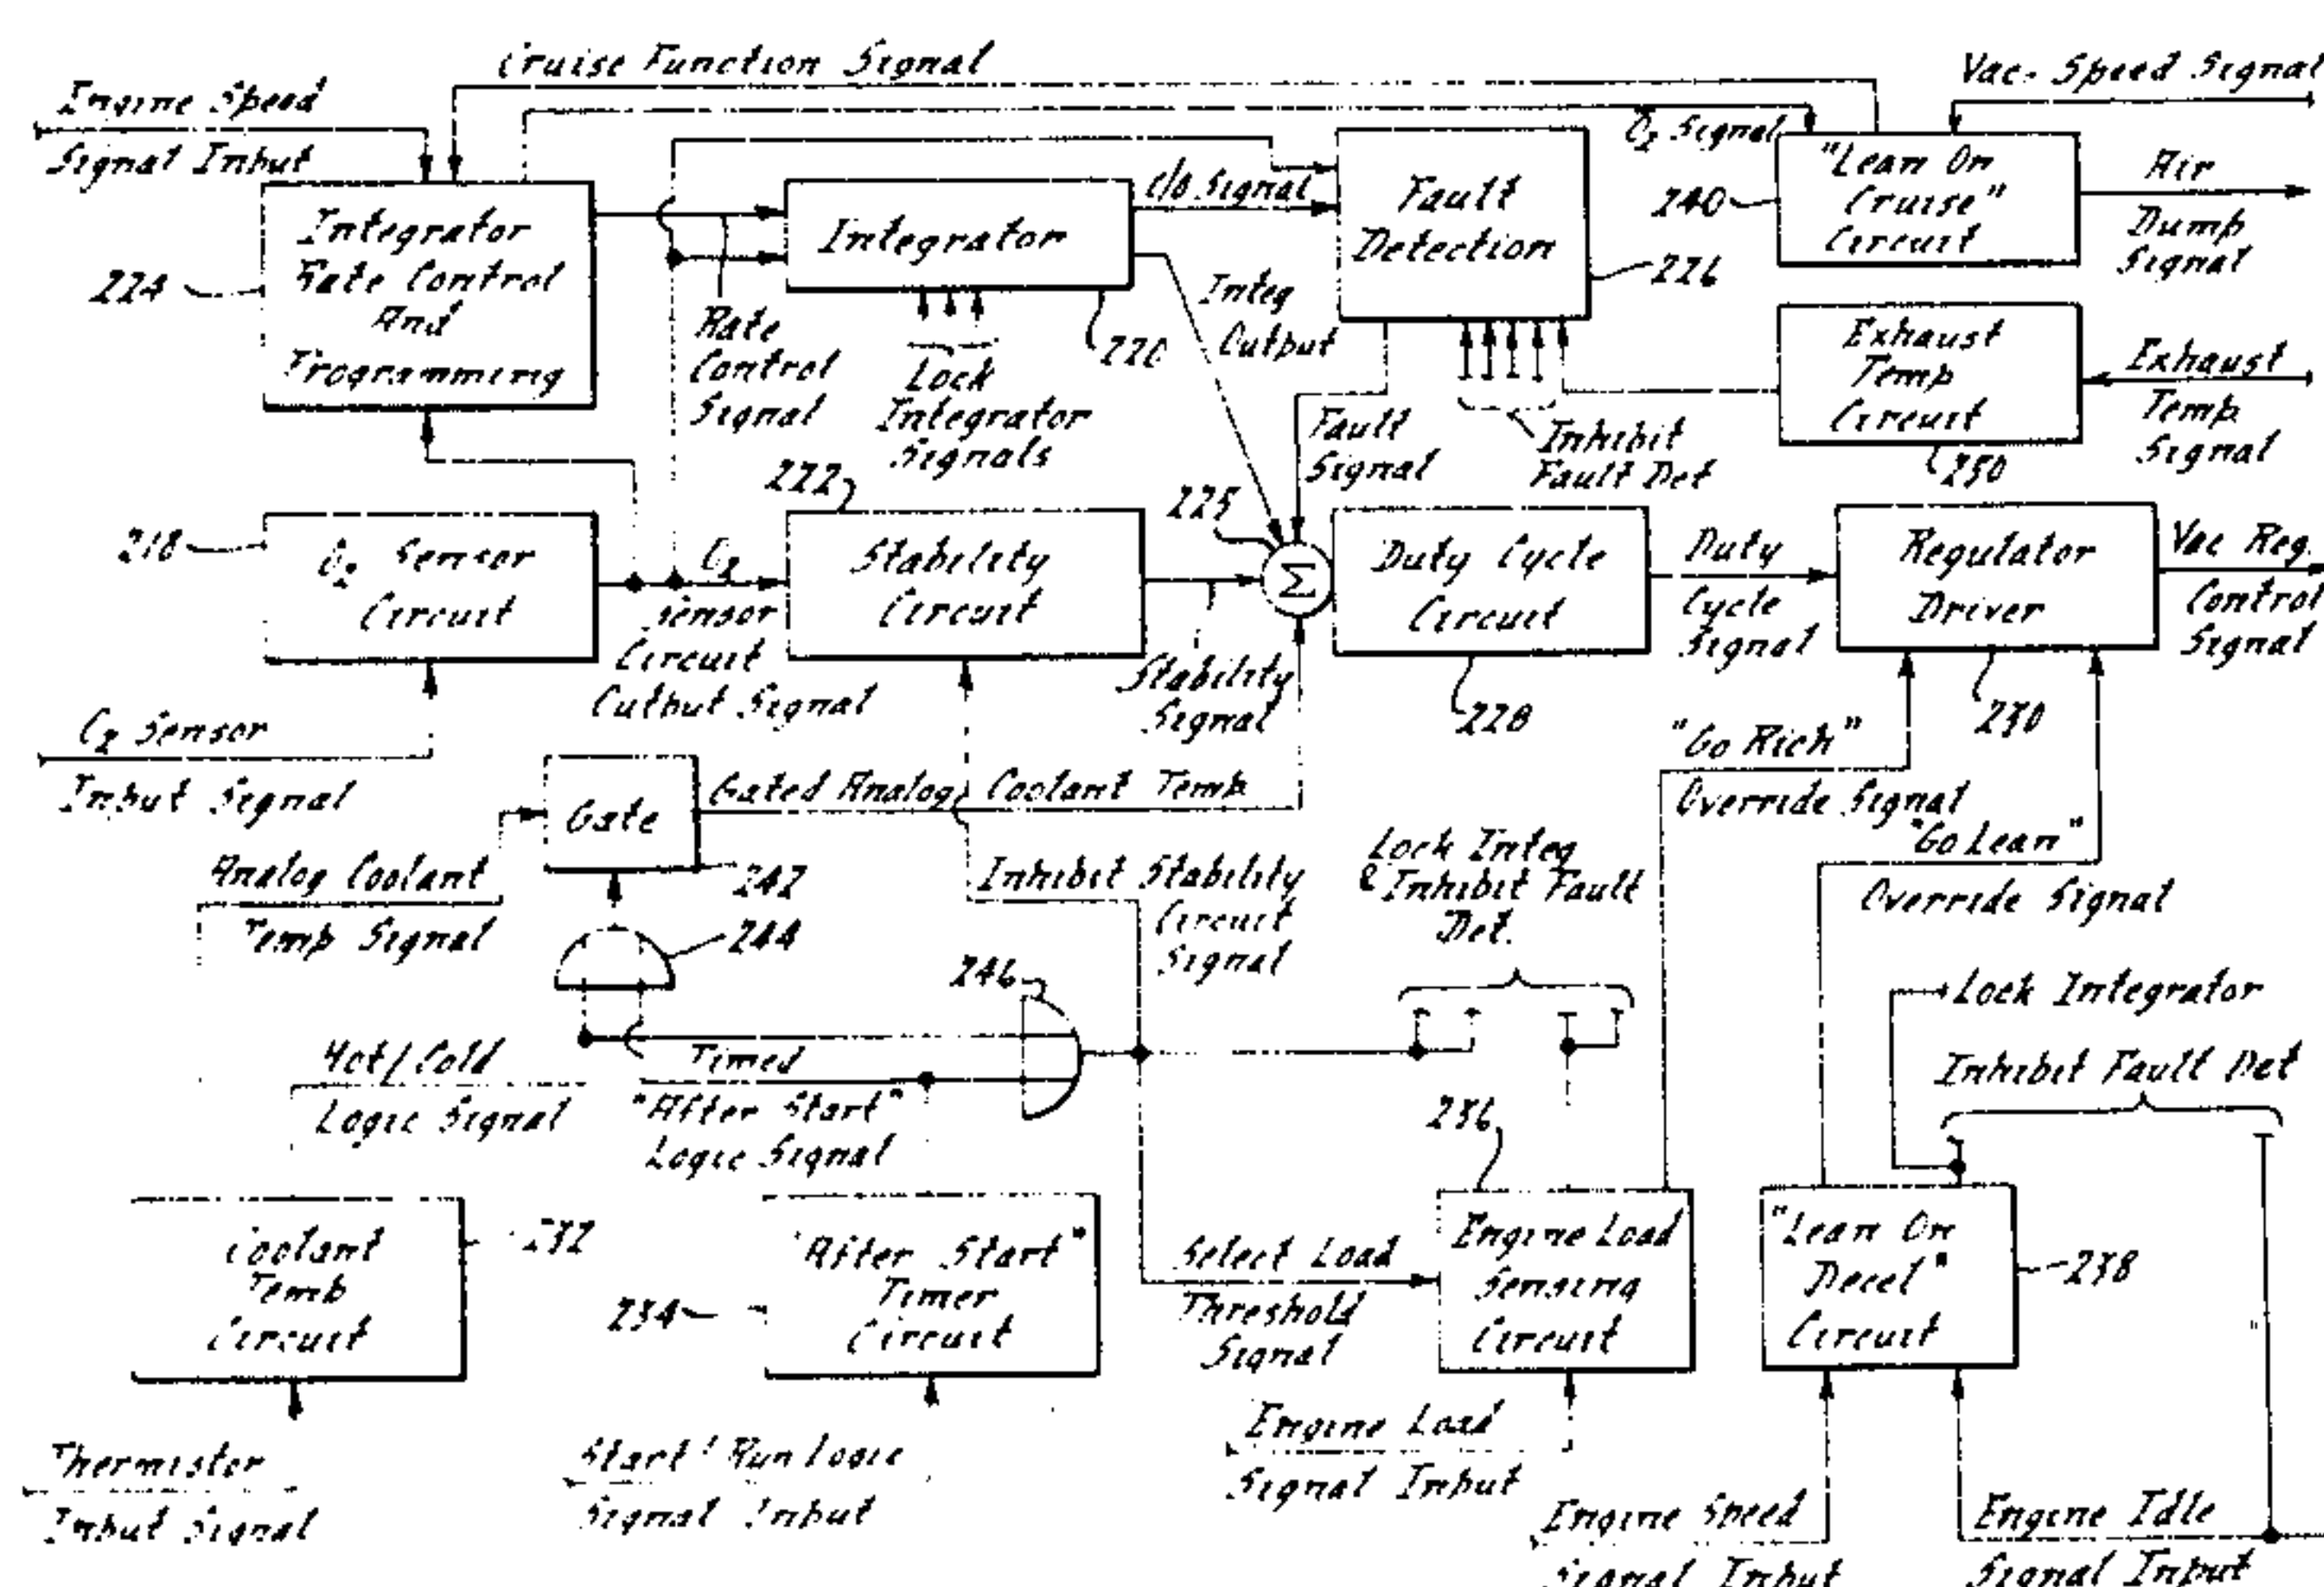 Cruise Function Signal
Vac. Speed Signal
Engine Speed
Signal Input
O2 Signal
Integrator
Rate Control
And
Programming
224
Integrator
220
c/o Signal
Fault
Detection
226
"Lean On
Cruise"
Circuit
240
Air
Dump
Signal
Rate
Control
Signal
Lock
Integrator
Signals
Integ
Output
Fault
Signal
Inhibit
Fault Det
Exhaust
Temp
Circuit
250
Exhaust
Temp
Signal
218
O2 Sensor
Circuit
O2
Sensor
Circuit
Output Signal
222
Stability
Circuit
225
Σ
Stability
Signal
Duty Cycle
Circuit
228
Duty
Cycle
Signal
Regulator
Driver
230
Vac Reg.
Control
Signal
O2 Sensor
Input Signal
Gate
242
Gated Analog Coolant Temp
"Go Rich"
Override Signal
"Go Lean"
Override Signal
Analog Coolant
Temp Signal
244
Inhibit Stability
Circuit
Signal
Lock Integ
& Inhibit Fault
Det.
246
Lock Integrator
Inhibit Fault Det
Hot/Cold
Logic Signal
Timed
"After Start"
Logic Signal
236
Coolant
Temp
Circuit
232
234
"After Start"
Timer
Circuit
Select Load
Threshold
Signal
Engine Load
Sensing
Circuit
"Lean On
Decel"
Circuit
238
Thermistor
Input Signal
Start / Run Logic
Signal Input
Engine Load
Signal Input
Engine Speed
Signal Input
Engine Idle
Signal Input